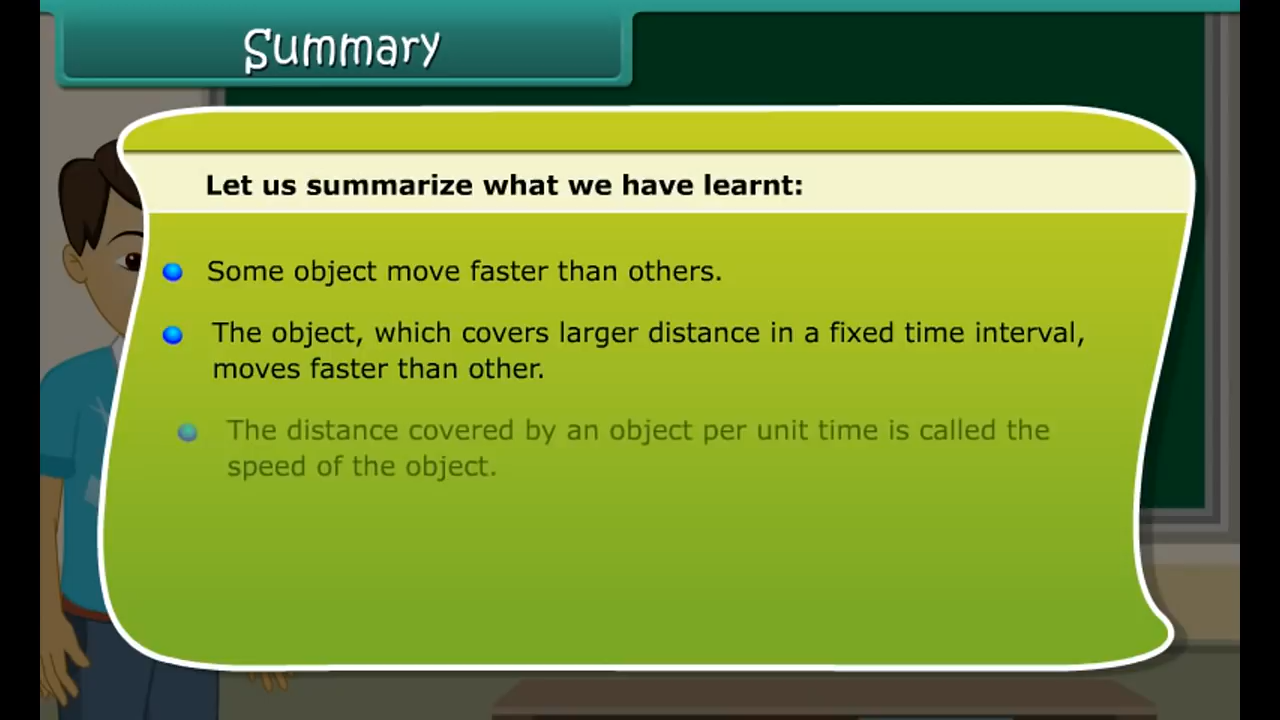 Summary
Let us summarize what we have learnt:
Some object move faster than others.
The object, which covers larger distance in a fixed time interval,
moves faster than other.
The distance covered by an object per unit time is called the
speed of the object.